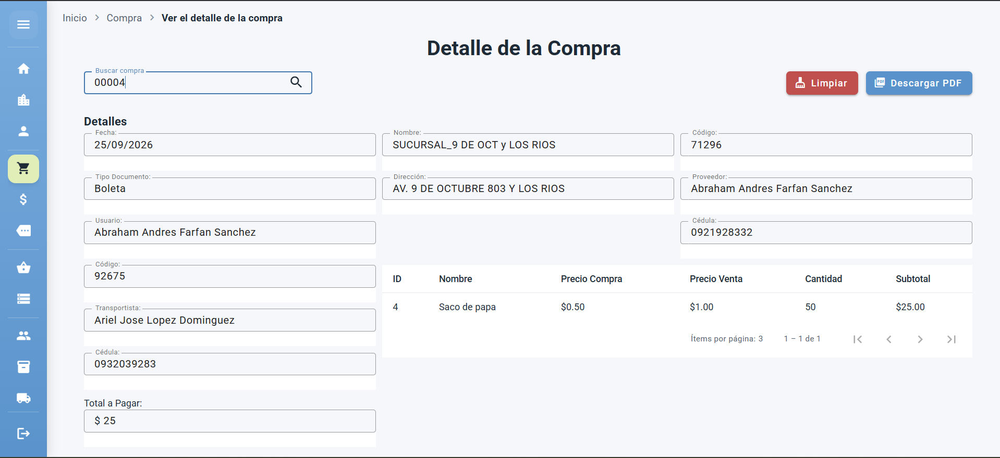 Inicio > Compra > Ver el detalle de la compra
Detalle de la Compra
Buscar compra
00004
Limpiar
PDF Descargar PDF
Detalles
Fecha:
25/09/2026
Nombre:
SUCURSAL_9 DE OCT y LOS RIOS
Código:
71296
Tipo Documento:
Boleta
Dirección:
AV. 9 DE OCTUBRE 803 Y LOS RIOS
Proveedor:
Abraham Andres Farfan Sanchez
Usuario:
Abraham Andres Farfan Sanchez
Cédula:
0921928332
Código:
92675
Transportista:
Ariel Jose Lopez Dominguez
Cédula:
0932039283
Total a Pagar:
$ 25
ID Nombre Precio Compra Precio Venta Cantidad Subtotal
4 Saco de papa $0.50 $1.00 50 $25.00
Ítems por página: 3 1 – 1 de 1